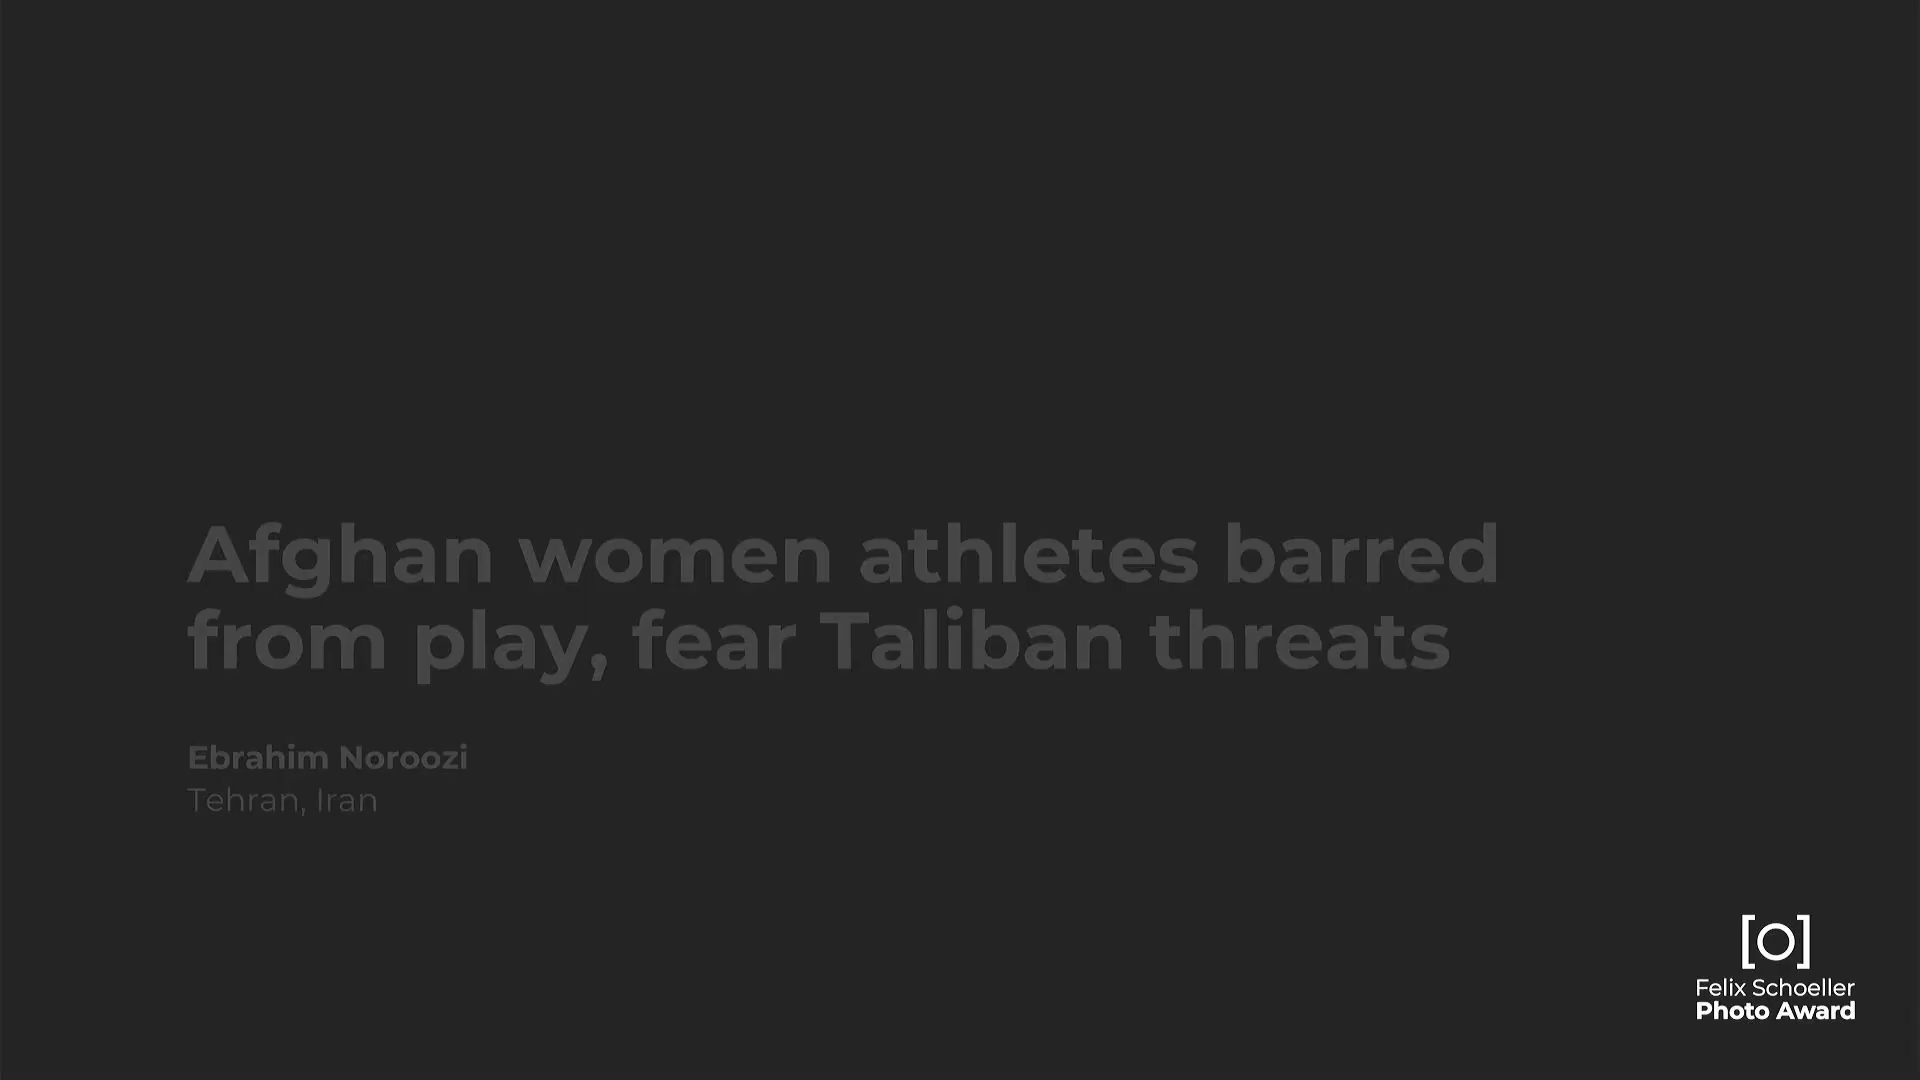 Afghan women athletes barred
from play, fear Taliban threats
Ebrahim Noroozi
Tehran, Iran
Felix Schoeller
Photo Award